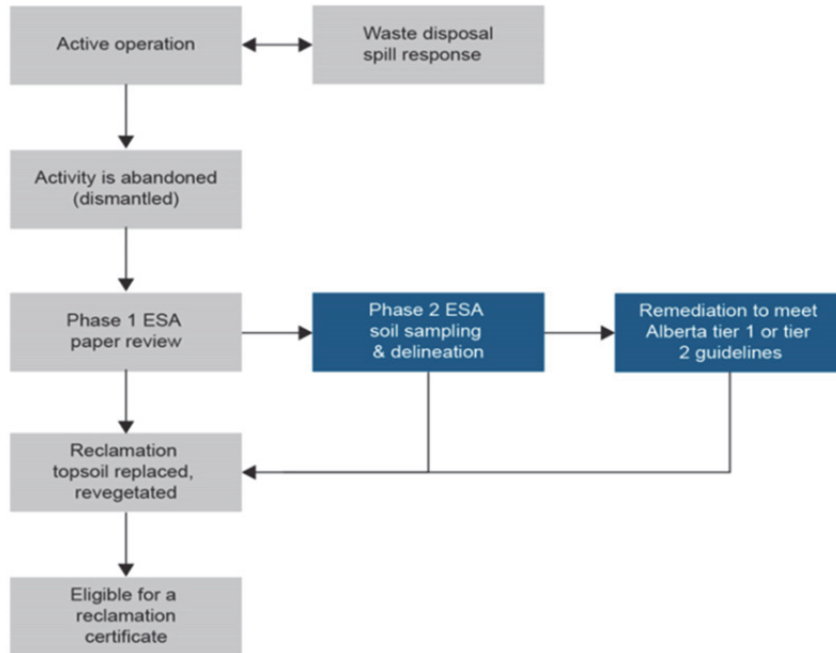 Active operation
Waste disposal
spill response
Activity is abandoned
(dismantled)
Phase 1 ESA
paper review
Phase 2 ESA
soil sampling
& delineation
Remediation to meet
Alberta tier 1 or tier
2 guidelines
Reclamation
topsoil replaced,
revegetated
Eligible for a
reclamation
certificate